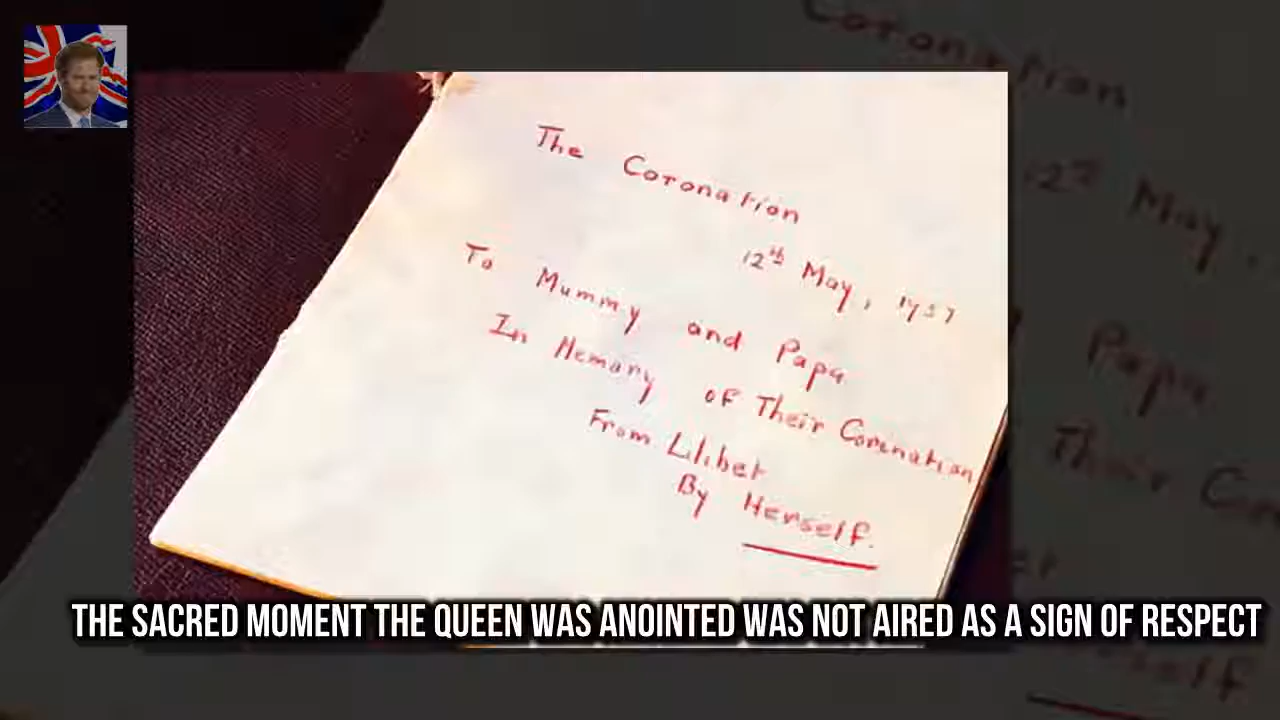 The Coronation
12th May, 1937
To Mummy and Papa
In Memory of Their Coronation
From Lilibet
By Herself.
THE SACRED MOMENT THE QUEEN WAS ANOINTED WAS NOT AIRED AS A SIGN OF RESPECT